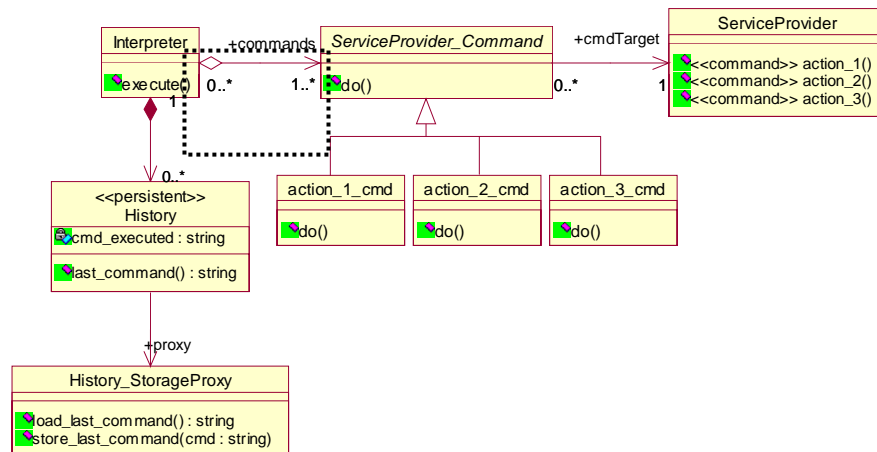 Interpreter
execute()
1
0..*
+commands
1..*
ServiceProvider_Command
do()
0..*
+cmdTarget
1
ServiceProvider
<<command>> action_1()
<<command>> action_2()
<<command>> action_3()
0..*
<<persistent>>
History
cmd_executed : string
last_command() : string
action_1_cmd
do()
action_2_cmd
do()
action_3_cmd
do()
+proxy
History_StorageProxy
load_last_command() : string
store_last_command(cmd : string)